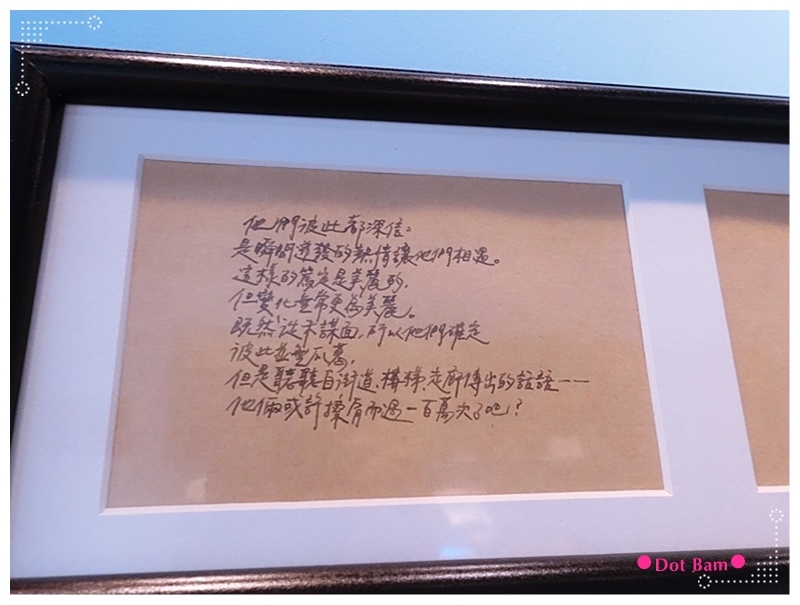 他們彼此都深信：
是瞬間迸發的熱情讓他們相遇。
這樣的篤定是美麗的，
但變化無常更為美麗。
既然從未謀面，所以他們確定
彼此並無瓜葛，
但是聽聽自街道、樓梯、走廊傳出的話語——
他倆或許擦肩而過一百萬次了吧？
Dot Bam